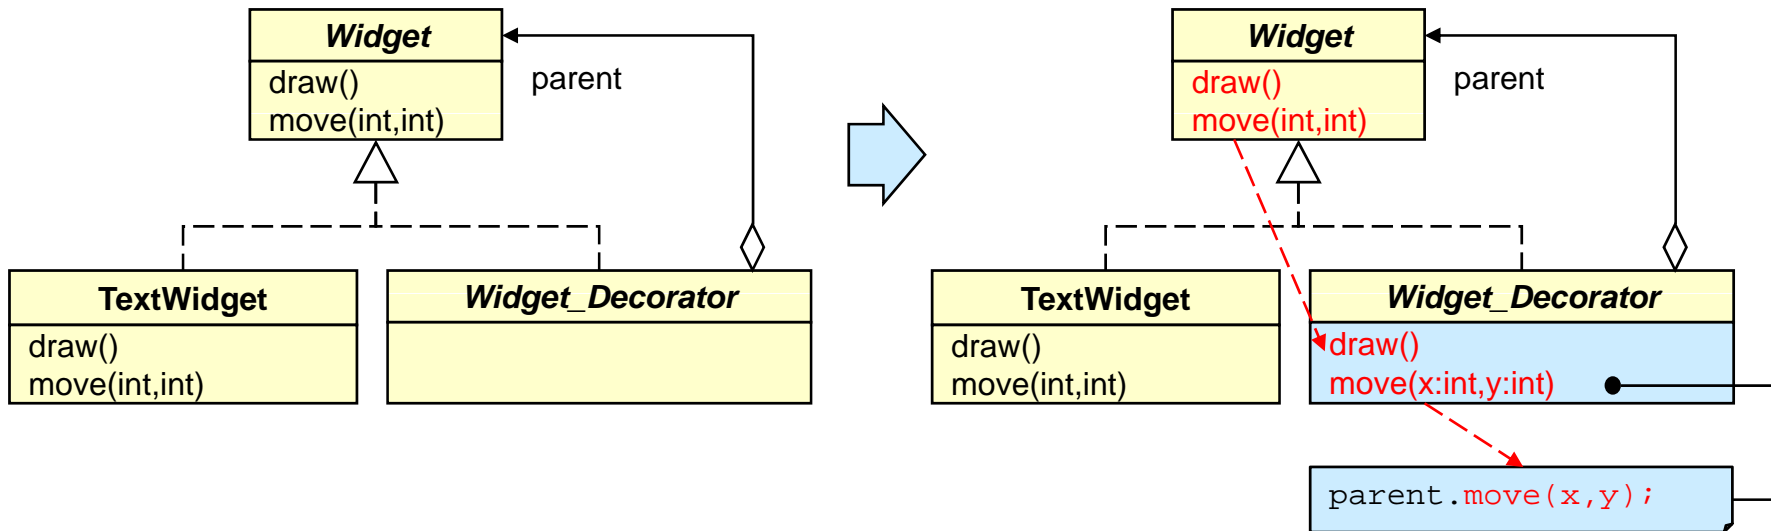 Widget
draw()
move(int,int)
parent
TextWidget
draw()
move(int,int)
Widget_Decorator
Widget
draw()
move(int,int)
parent
TextWidget
draw()
move(int,int)
Widget_Decorator
draw()
move(x:int,y:int)
parent.move(x,y);